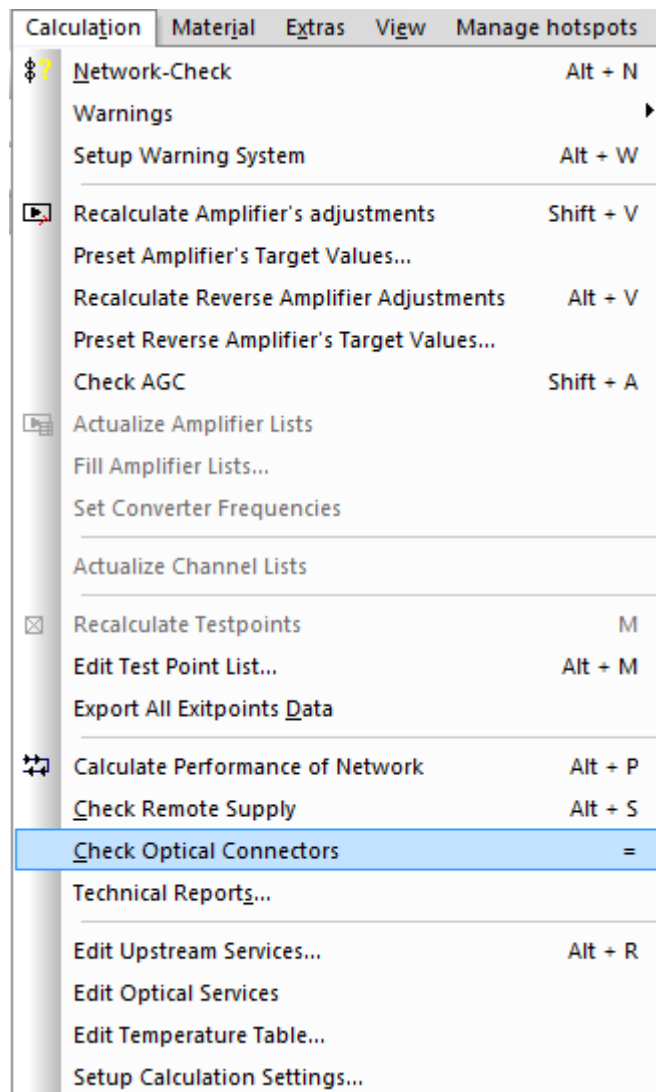 Calculation Material Extras View Manage hotspots
Network-Check Alt + N
Warnings
Setup Warning System Alt + W
Recalculate Amplifier's adjustments Shift + V
Preset Amplifier's Target Values...
Recalculate Reverse Amplifier Adjustments Alt + V
Preset Reverse Amplifier's Target Values...
Check AGC Shift + A
Actualize Amplifier Lists
Fill Amplifier Lists...
Set Converter Frequencies
Actualize Channel Lists
Recalculate Testpoints M
Edit Test Point List... Alt + M
Export All Exitpoints Data
Calculate Performance of Network Alt + P
Check Remote Supply Alt + S
Check Optical Connectors =
Technical Reports...
Edit Upstream Services... Alt + R
Edit Optical Services
Edit Temperature Table...
Setup Calculation Settings...